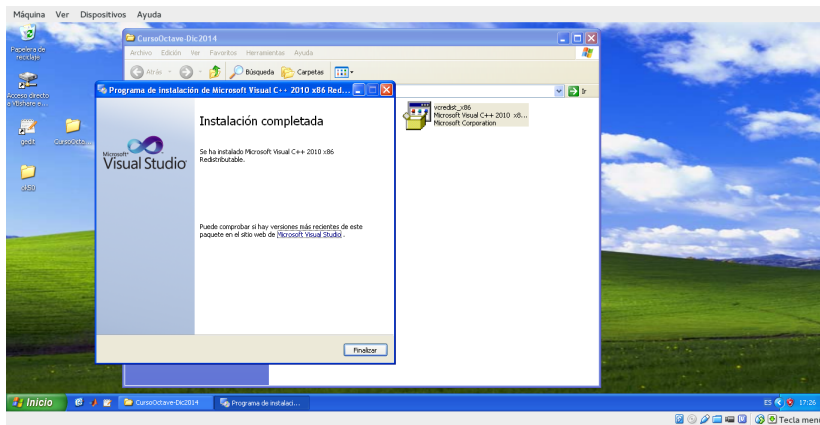 Máquina Ver Dispositivos Ayuda
Papelera de
reciclaje
Acceso directo
a VBshare e...
gedit
CursoOcta...
CursoOctave-Dic2014
Archivo Edición Ver Favoritos Herramientas Ayuda
Atrás
Búsqueda
Carpetas
Ir
vcredist_x86
Microsoft Visual C++ 2010 x8...
Microsoft Corporation
Programa de instalación de Microsoft Visual C++ 2010 x86 Red...
Microsoft
Visual Studio
Instalación completada
Se ha instalado Microsoft Visual C++ 2010 x86
Redistributable.
Puede comprobar si hay versiones más recientes de este
paquete en el sitio web de Microsoft Visual Studio.
Finalizar
Inicio
CursoOctave-Dic2014
Programa de instalaci...
ES
17:26
Tecla menú